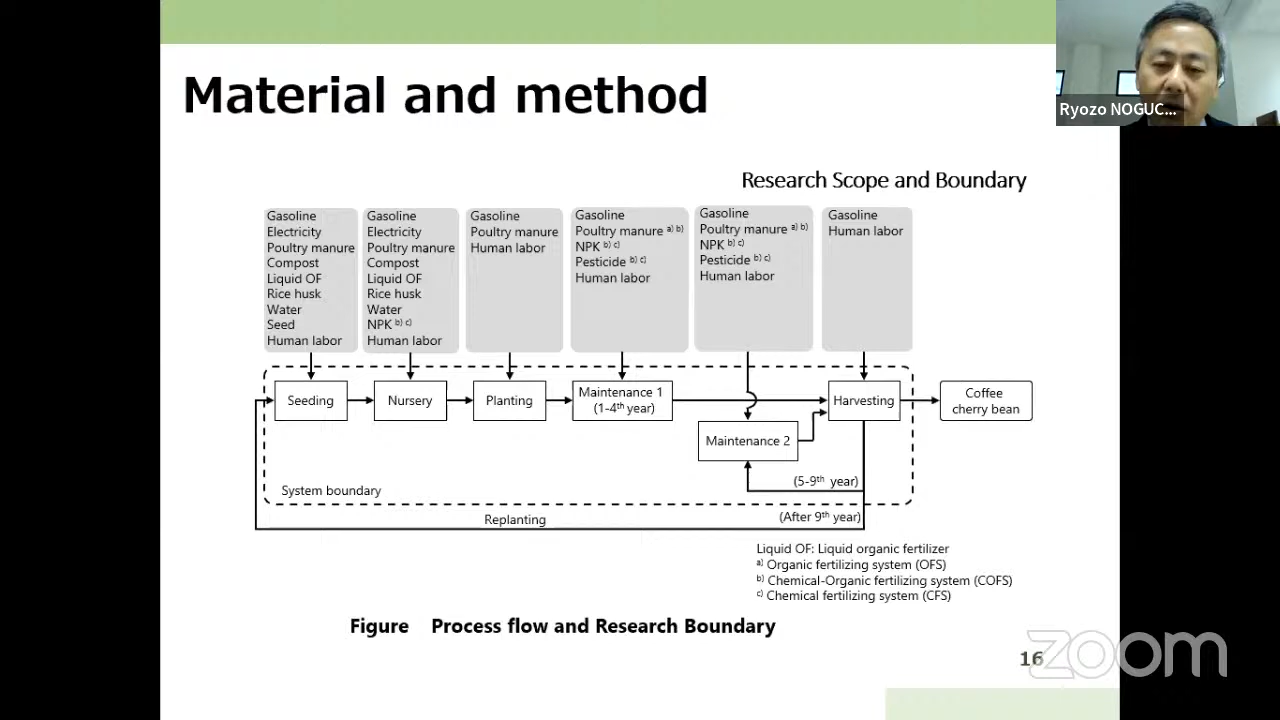 Material and method
Ryozo NOGUC...
Research Scope and Boundary
Gasoline
Electricity
Poultry manure
Compost
Liquid OF
Rice husk
Water
Seed
Human labor
Gasoline
Electricity
Poultry manure
Compost
Liquid OF
Rice husk
Water
NPK b) c)
Human labor
Gasoline
Poultry manure
Human labor
Gasoline
Poultry manure a) b)
NPK b) c)
Pesticide b) c)
Human labor
Gasoline
Poultry manure a) b)
NPK b) c)
Pesticide b) c)
Human labor
Gasoline
Human labor
Seeding
Nursery
Planting
Maintenance 1
(1-4th year)
Harvesting
Coffee
cherry bean
Maintenance 2
(5-9th year)
System boundary
Replanting
(After 9th year)
Liquid OF: Liquid organic fertilizer
a) Organic fertilizing system (OFS)
b) Chemical-Organic fertilizing system (COFS)
c) Chemical fertilizing system (CFS)
Figure Process flow and Research Boundary
16
zoom